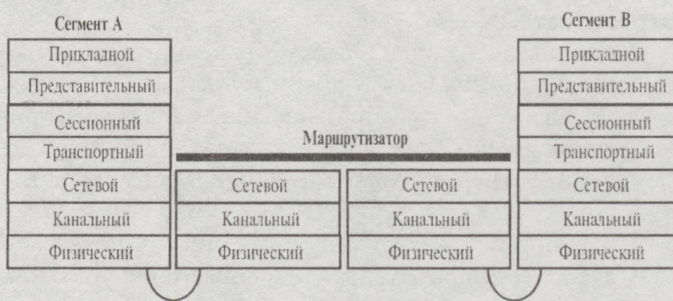 Сегмент A
Прикладной
Представительный
Сессионный
Транспортный
Сетевой
Канальный
Физический
Маршрутизатор
Сетевой
Канальный
Физический
Сетевой
Канальный
Физический
Сегмент B
Прикладной
Представительный
Сессионный
Транспортный
Сетевой
Канальный
Физический